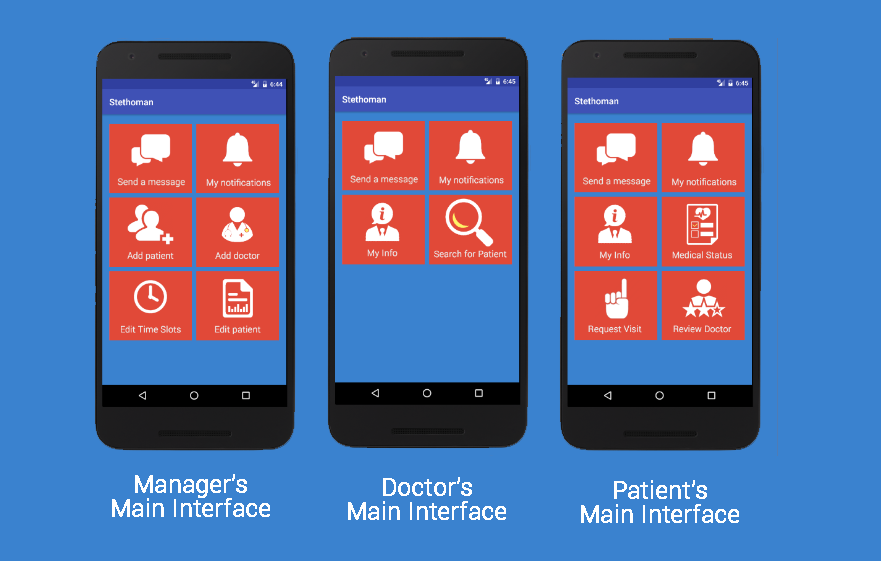 6:44
Stethoman
Send a message
My notifications
Add patient
Add doctor
Edit Time Slots
Edit patient
Manager's
Main Interface
6:45
Stethoman
Send a message
My notifications
My Info
Search for Patient
Doctor's
Main Interface
6:45
Stethoman
Send a message
My notifications
My Info
Medical Status
Request Visit
Review Doctor
Patient's
Main Interface